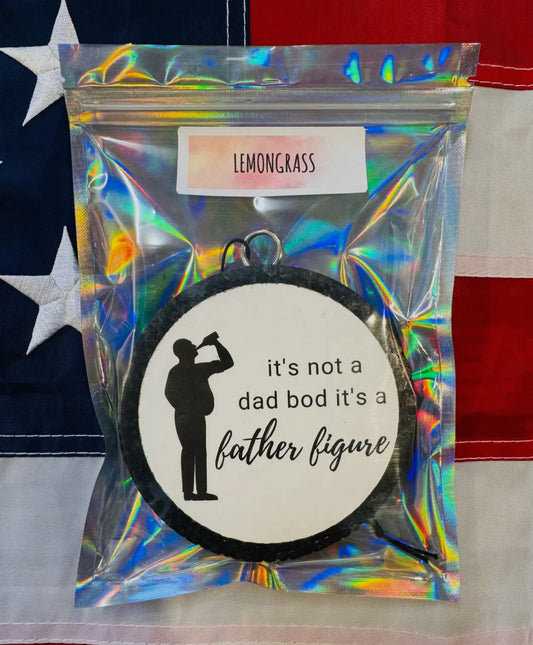 LEMONGRASS
it's not a
dad bod it's a
father figure